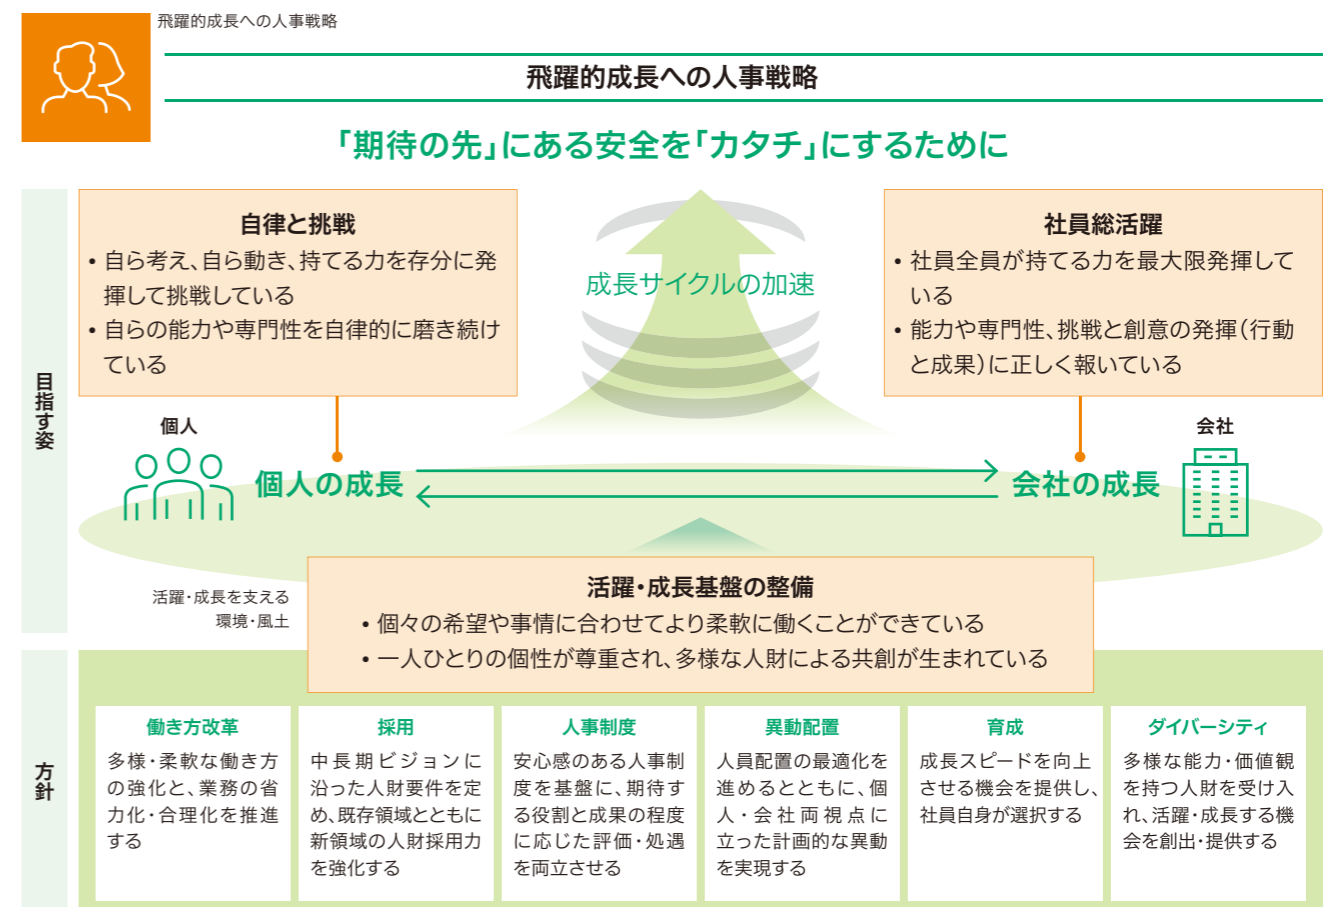 飛躍的成長への人事戦略
飛躍的成長への人事戦略
「期待の先」にある安全を「カタチ」にするために
目指す姿
自律と挑戦
• 自ら考え、自ら動き、持てる力を存分に発
揮して挑戦している
• 自らの能力や専門性を自律的に磨き続け
ている
成長サイクルの加速
社員総活躍
• 社員全員が持てる力を最大限発揮して
いる
• 能力や専門性、挑戦と創意の発揮（行動
と成果）に正しく報いている
個人
個人の成長
会社の成長
会社
活躍・成長を支える
環境・風土
活躍・成長基盤の整備
• 個々の希望や事情に合わせてより柔軟に働くことができている
• 一人ひとりの個性が尊重され、多様な人財による共創が生まれている
方針
働き方改革
多様・柔軟な働き方
の強化と、業務の省
力化・合理化を推進
する
採用
中長期ビジョンに
沿った人財要件を定
め、既存領域とともに
新領域の人財採用力
を強化する
人事制度
安心感のある人事制
度を基盤に、期待す
る役割と成果の程度
に応じた評価・処遇
を両立させる
異動配置
人員配置の最適化を
進めるとともに、個
人・会社両視点に
立った計画的な異動
を実現する
育成
成長スピードを向上
させる機会を提供し、
社員自身が選択する
ダイバーシティ
多様な能力・価値観
を持つ人財を受け入
れ、活躍・成長する機
会を創出・提供する